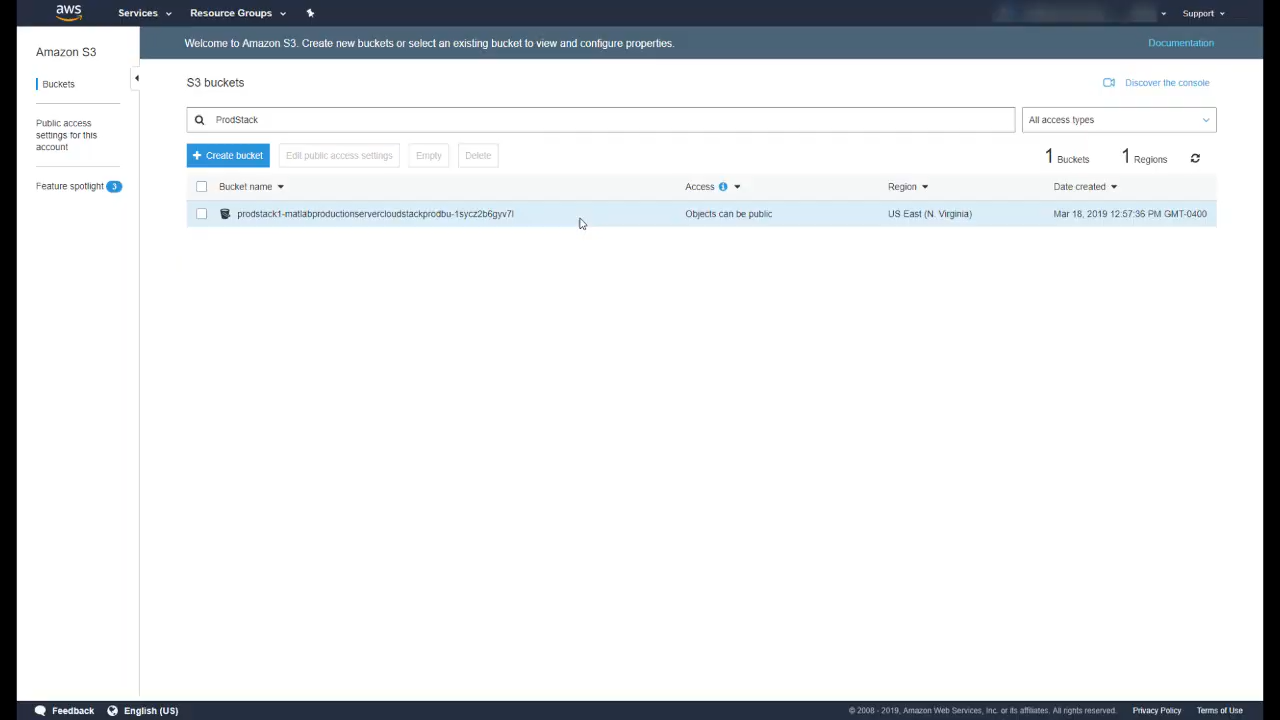 aws Services Resource Groups Support
Amazon S3
Buckets
Public access
settings for this
account
Feature spotlight 3
Welcome to Amazon S3. Create new buckets or select an existing bucket to view and configure properties. Documentation
S3 buckets Discover the console
ProdStack All access types
Create bucket Edit public access settings Empty Delete 1 Buckets 1 Regions
Bucket name Access Region Date created
prodstack1-matlabproductionservercloudstackprodbu-1sycz2b6gyv7l Objects can be public US East (N. Virginia) Mar 18, 2019 12:57:36 PM GMT-0400
Feedback English (US) © 2008 - 2019, Amazon Web Services, Inc. or its affiliates. All rights reserved. Privacy Policy Terms of Use